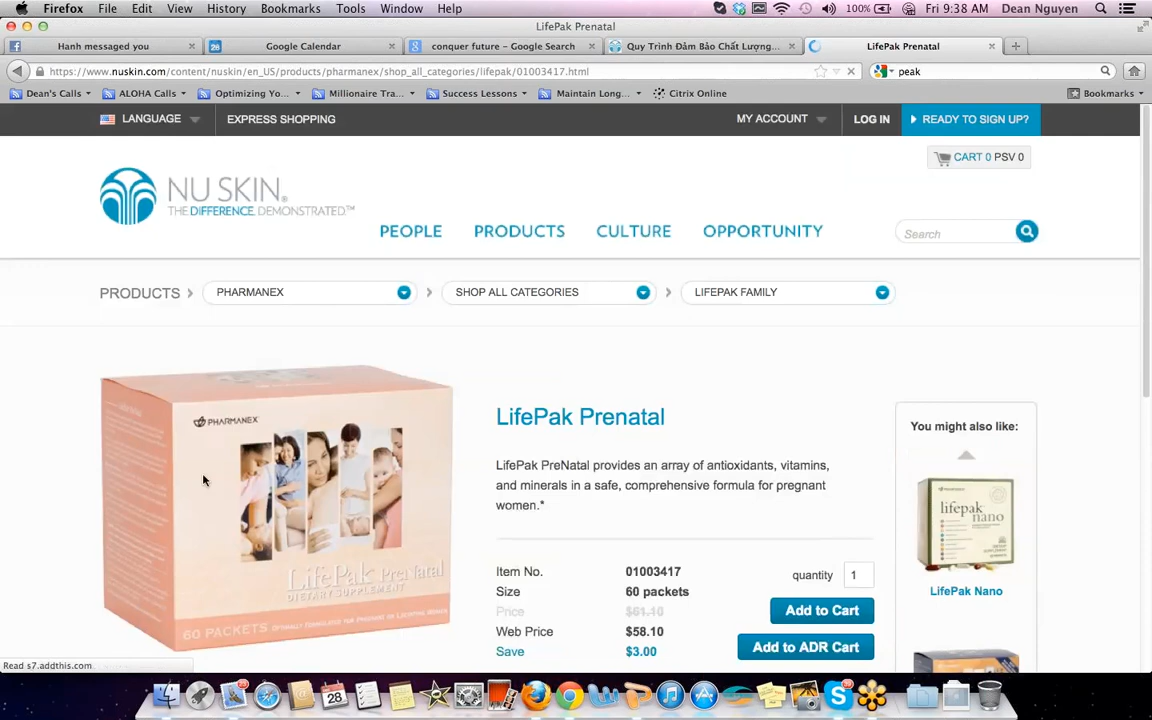 Firefox File Edit View History Bookmarks Tools Window Help 100% Fri 9:38 AM Dean Nguyen
LifePak Prenatal
Hanh messaged you Google Calendar conquer future - Google Search Quy Trình Đảm Bảo Chất Lượng... LifePak Prenatal
https://www.nuskin.com/content/nuskin/en_US/products/pharmanex/shop_all_categories/lifepak/01003417.html peak
Dean's Calls ALOHA Calls Optimizing Yo... Millionaire Tra... Success Lessons Maintain Long... Citrix Online Bookmarks
LANGUAGE EXPRESS SHOPPING MY ACCOUNT LOG IN READY TO SIGN UP?
CART 0 PSV 0
NU SKIN®
THE DIFFERENCE. DEMONSTRATED.™
PEOPLE PRODUCTS CULTURE OPPORTUNITY Search
PRODUCTS PHARMANEX SHOP ALL CATEGORIES LIFEPAK FAMILY
PHARMANEX
LifePak PreNatal
DIETARY SUPPLEMENT
60 PACKETS
LifePak Prenatal
LifePak PreNatal provides an array of antioxidants, vitamins,
and minerals in a safe, comprehensive formula for pregnant
women.*
Item No. 01003417 quantity 1
Size 60 packets
Price $61.10 Add to Cart
Web Price $58.10
Save $3.00 Add to ADR Cart
You might also like:
lifepak
nano
LifePak Nano
Read s7.addthis.com
28